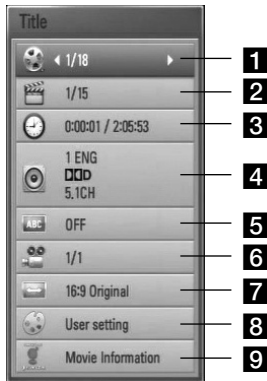 Title
1/18
1
1/15
2
0:00:01 / 2:05:53
3
1 ENG
D
5.1CH
4
ABC
OFF
5
1/1
6
16:9 Original
7
User setting
8
Movie Information
9